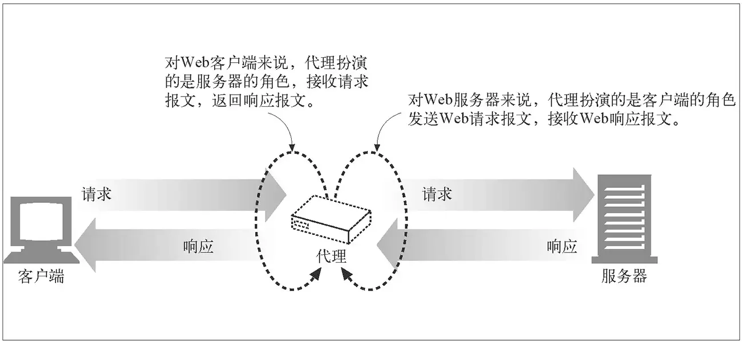 对Web客户端来说，代理扮演
的是服务器的角色，接收请求
报文，返回响应报文。
对Web服务器来说，代理扮演的是客户端的角色
发送Web请求报文，接收Web响应报文。
请求
请求
响应
响应
代理
客户端
服务器